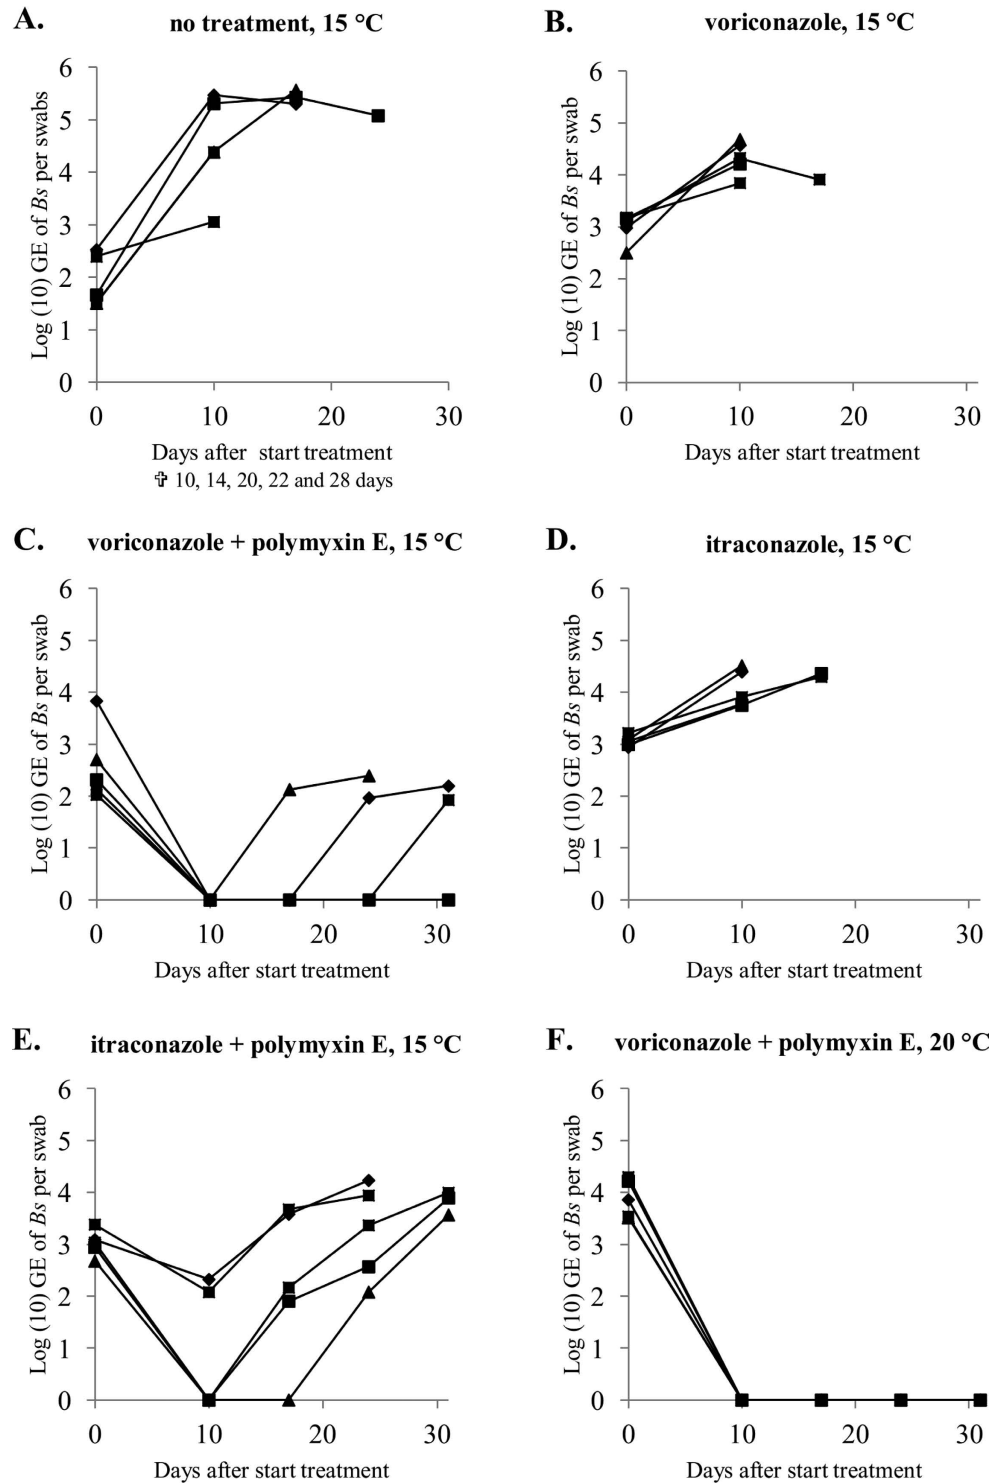 A. no treatment, 15 °C
Log (10) GE of Bs per swabs
6
5
4
3
2
1
0
0 10 20 30
Days after start treatment
✞ 10, 14, 20, 22 and 28 days
B. voriconazole, 15 °C
Log (10) GE of Bs per swab
6
5
4
3
2
1
0
0 10 20 30
Days after start treatment
C. voriconazole + polymyxin E, 15 °C
Log (10) GE of Bs per swab
6
5
4
3
2
1
0
0 10 20 30
Days after start treatment
D. itraconazole, 15 °C
Log (10) GE of Bs per swab
6
5
4
3
2
1
0
0 10 20 30
Days after start treatment
E. itraconazole + polymyxin E, 15 °C
Log (10) GE of Bs per swab
6
5
4
3
2
1
0
0 10 20 30
Days after start treatment
F. voriconazole + polymyxin E, 20 °C
Log (10) GE of Bs per swab
6
5
4
3
2
1
0
0 10 20 30
Days after start treatment